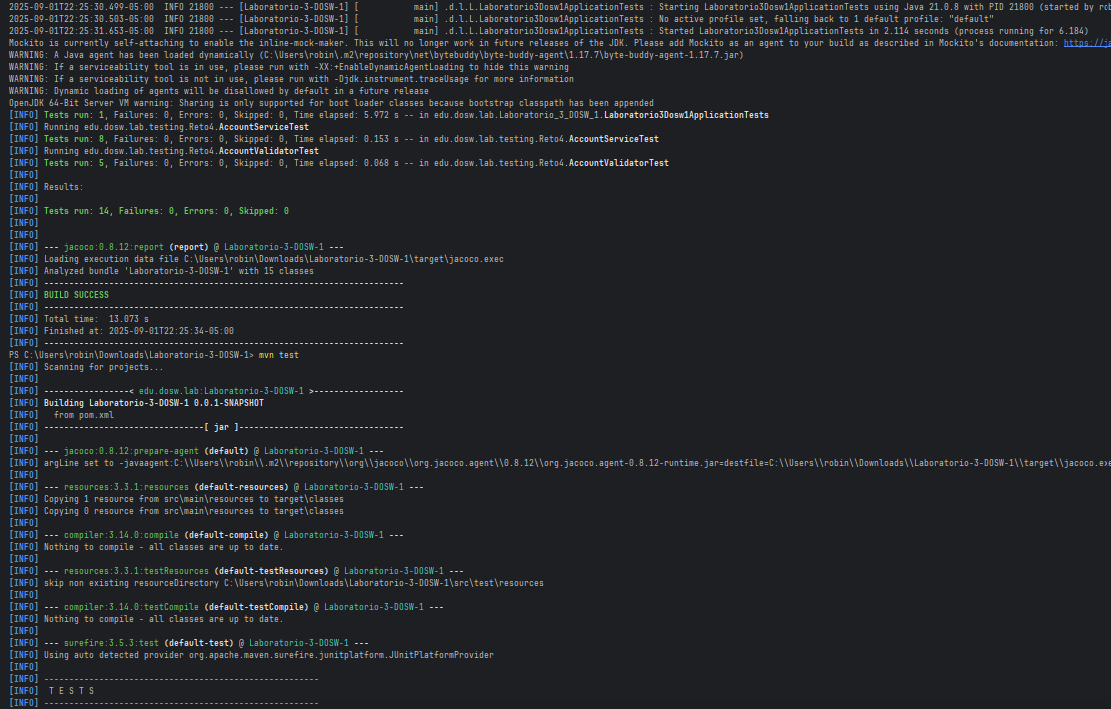 2025-09-01T22:25:30.499-05:00  INFO 21800 --- [Laboratorio-3-DOSW-1] [           main] .d.l.L.Laboratorio3Dosw1ApplicationTests : Starting Laboratorio3Dosw1ApplicationTests using Java 21.0.8 with PID 21800 (started by rob
2025-09-01T22:25:30.503-05:00  INFO 21800 --- [Laboratorio-3-DOSW-1] [           main] .d.l.L.Laboratorio3Dosw1ApplicationTests : No active profile set, falling back to 1 default profile: "default"
2025-09-01T22:25:31.653-05:00  INFO 21800 --- [Laboratorio-3-DOSW-1] [           main] .d.l.L.Laboratorio3Dosw1ApplicationTests : Started Laboratorio3Dosw1ApplicationTests in 2.114 seconds (process running for 6.184)
Mockito is currently self-attaching to enable the inline-mock-maker. This will no longer work in future releases of the JDK. Please add Mockito as an agent to your build as described in Mockito's documentation: https://ja
WARNING: A Java agent has been loaded dynamically (C:\Users\robin\.m2\repository\net\bytebuddy\byte-buddy-agent\1.17.7\byte-buddy-agent-1.17.7.jar)
WARNING: If a serviceability tool is in use, please run with -XX:+EnableDynamicAgentLoading to hide this warning
WARNING: If a serviceability tool is not in use, please run with -Djdk.instrument.traceUsage for more information
WARNING: Dynamic loading of agents will be disallowed by default in a future release
OpenJDK 64-Bit Server VM warning: Sharing is only supported for boot loader classes because bootstrap classpath has been appended
[INFO] Tests run: 1, Failures: 0, Errors: 0, Skipped: 0, Time elapsed: 5.972 s -- in edu.dosw.lab.Laboratorio_3_DOSW_1.Laboratorio3Dosw1ApplicationTests
[INFO] Running edu.dosw.lab.testing.Reto4.AccountServiceTest
[INFO] Tests run: 8, Failures: 0, Errors: 0, Skipped: 0, Time elapsed: 0.153 s -- in edu.dosw.lab.testing.Reto4.AccountServiceTest
[INFO] Running edu.dosw.lab.testing.Reto4.AccountValidatorTest
[INFO] Tests run: 5, Failures: 0, Errors: 0, Skipped: 0, Time elapsed: 0.068 s -- in edu.dosw.lab.testing.Reto4.AccountValidatorTest
[INFO]
[INFO] Results:
[INFO]
[INFO] Tests run: 14, Failures: 0, Errors: 0, Skipped: 0
[INFO]
[INFO]
[INFO] --- jacoco:0.8.12:report (report) @ Laboratorio-3-DOSW-1 ---
[INFO] Loading execution data file C:\Users\robin\Downloads\Laboratorio-3-DOSW-1\target\jacoco.exec
[INFO] Analyzed bundle 'Laboratorio-3-DOSW-1' with 15 classes
[INFO] ------------------------------------------------------------------------
[INFO] BUILD SUCCESS
[INFO] ------------------------------------------------------------------------
[INFO] Total time:  13.073 s
[INFO] Finished at: 2025-09-01T22:25:34-05:00
[INFO] ------------------------------------------------------------------------
PS C:\Users\robin\Downloads\Laboratorio-3-DOSW-1> mvn test
[INFO] Scanning for projects...
[INFO]
[INFO] -----------------< edu.dosw.lab:Laboratorio-3-DOSW-1 >------------------
[INFO] Building Laboratorio-3-DOSW-1 0.0.1-SNAPSHOT
[INFO]   from pom.xml
[INFO] --------------------------------[ jar ]---------------------------------
[INFO]
[INFO] --- jacoco:0.8.12:prepare-agent (default) @ Laboratorio-3-DOSW-1 ---
[INFO] argLine set to -javaagent:C:\\Users\\robin\\.m2\\repository\\org\\jacoco\\org.jacoco.agent\\0.8.12\\org.jacoco.agent-0.8.12-runtime.jar=destfile=C:\\Users\\robin\\Downloads\\Laboratorio-3-DOSW-1\\target\\jacoco.exe
[INFO]
[INFO] --- resources:3.3.1:resources (default-resources) @ Laboratorio-3-DOSW-1 ---
[INFO] Copying 1 resource from src\main\resources to target\classes
[INFO] Copying 0 resource from src\main\resources to target\classes
[INFO]
[INFO] --- compiler:3.14.0:compile (default-compile) @ Laboratorio-3-DOSW-1 ---
[INFO] Nothing to compile - all classes are up to date.
[INFO]
[INFO] --- resources:3.3.1:testResources (default-testResources) @ Laboratorio-3-DOSW-1 ---
[INFO] skip non existing resourceDirectory C:\Users\robin\Downloads\Laboratorio-3-DOSW-1\src\test\resources
[INFO]
[INFO] --- compiler:3.14.0:testCompile (default-testCompile) @ Laboratorio-3-DOSW-1 ---
[INFO] Nothing to compile - all classes are up to date.
[INFO]
[INFO] --- surefire:3.5.3:test (default-test) @ Laboratorio-3-DOSW-1 ---
[INFO] Using auto detected provider org.apache.maven.surefire.junitplatform.JUnitPlatformProvider
[INFO]
[INFO] -------------------------------------------------------
[INFO]  T E S T S
[INFO] -------------------------------------------------------